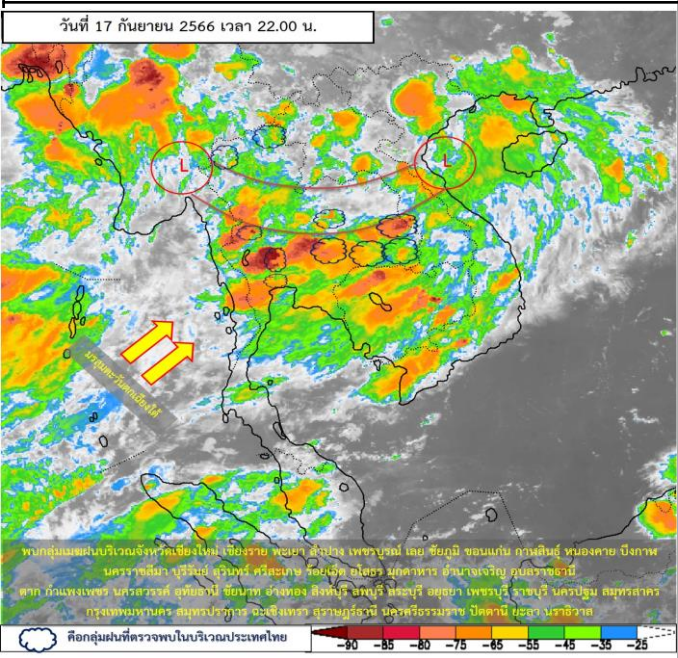 วันที่ 17 กันยายน 2566 เวลา 22.00 น.
L
L
มรสุมตะวันตกเฉียงใต้
พบกลุ่มเมฆฝนบริเวณจังหวัดเชียงใหม่ เชียงราย พะเยา ลำปาง เพชรบูรณ์ เลย ชัยภูมิ ขอนแก่น กาฬสินธุ์ หนองคาย บึงกาฬ
นครราชสีมา บุรีรัมย์ สุรินทร์ ศรีสะเกษ ร้อยเอ็ด ยโสธร มุกดาหาร อำนาจเจริญ อุบลราชธานี
ตาก กำแพงเพชร นครสวรรค์ อุทัยธานี ชัยนาท อ่างทอง สิงห์บุรี ลพบุรี สระบุรี อยุธยา เพชรบุรี ราชบุรี นครปฐม สมุทรสาคร
กรุงเทพมหานคร สมุทรปราการ ฉะเชิงเทรา สุราษฎร์ธานี นครศรีธรรมราช ปัตตานี ยะลา นราธิวาส
คือกลุ่มฝนที่ตรวจพบในบริเวณประเทศไทย
-90 -85 -80 -75 -65 -55 -45 -35 -25